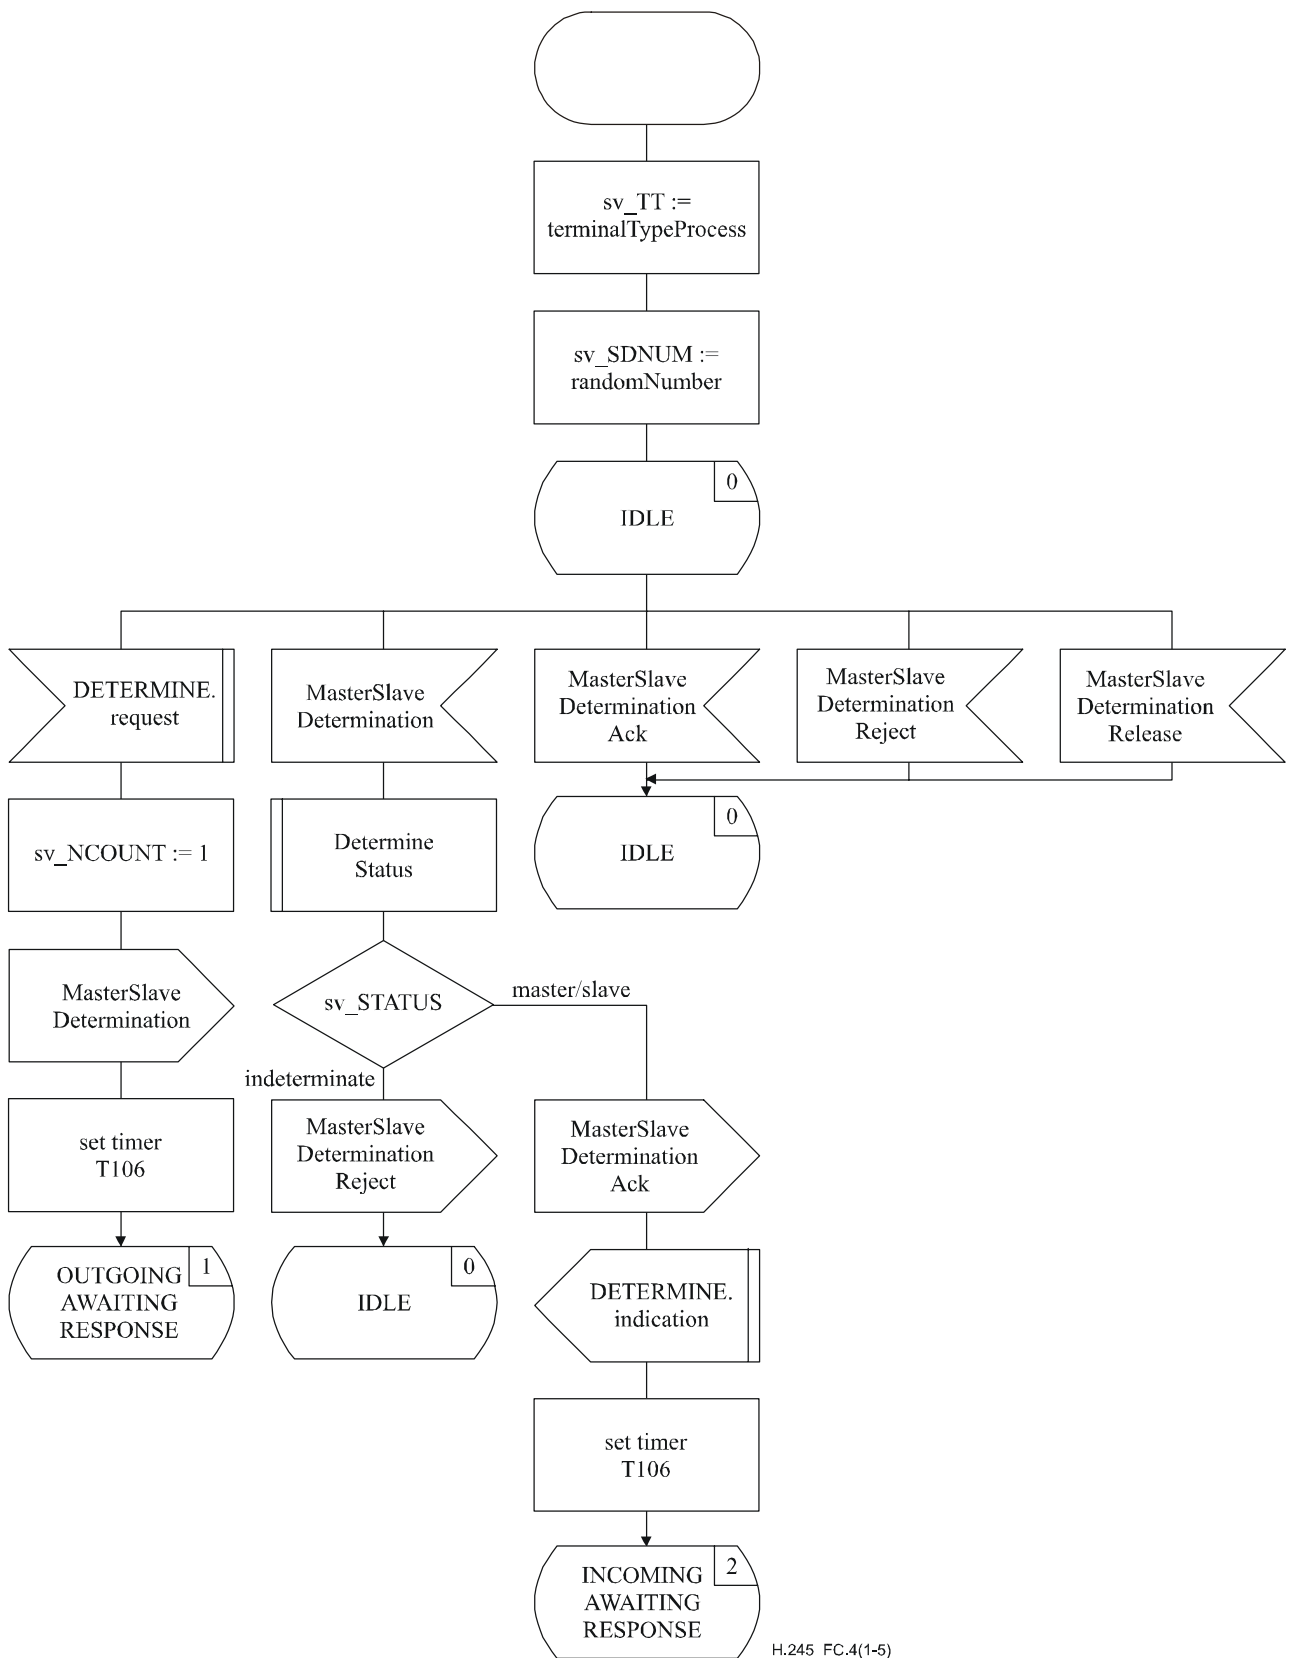 sv_TT :=
terminalTypeProcess
sv_SDNUM :=
randomNumber
0
IDLE
DETERMINE.
request
MasterSlave
Determination
MasterSlave
Determination
Ack
MasterSlave
Determination
Reject
MasterSlave
Determination
Release
sv_NCOUNT := 1
Determine
Status
0
IDLE
MasterSlave
Determination
sv_STATUS
master/slave
indeterminate
set timer
T106
MasterSlave
Determination
Reject
MasterSlave
Determination
Ack
1
OUTGOING
AWAITING
RESPONSE
0
IDLE
DETERMINE.
indication
set timer
T106
2
INCOMING
AWAITING
RESPONSE
H.245 FC.4(1-5)